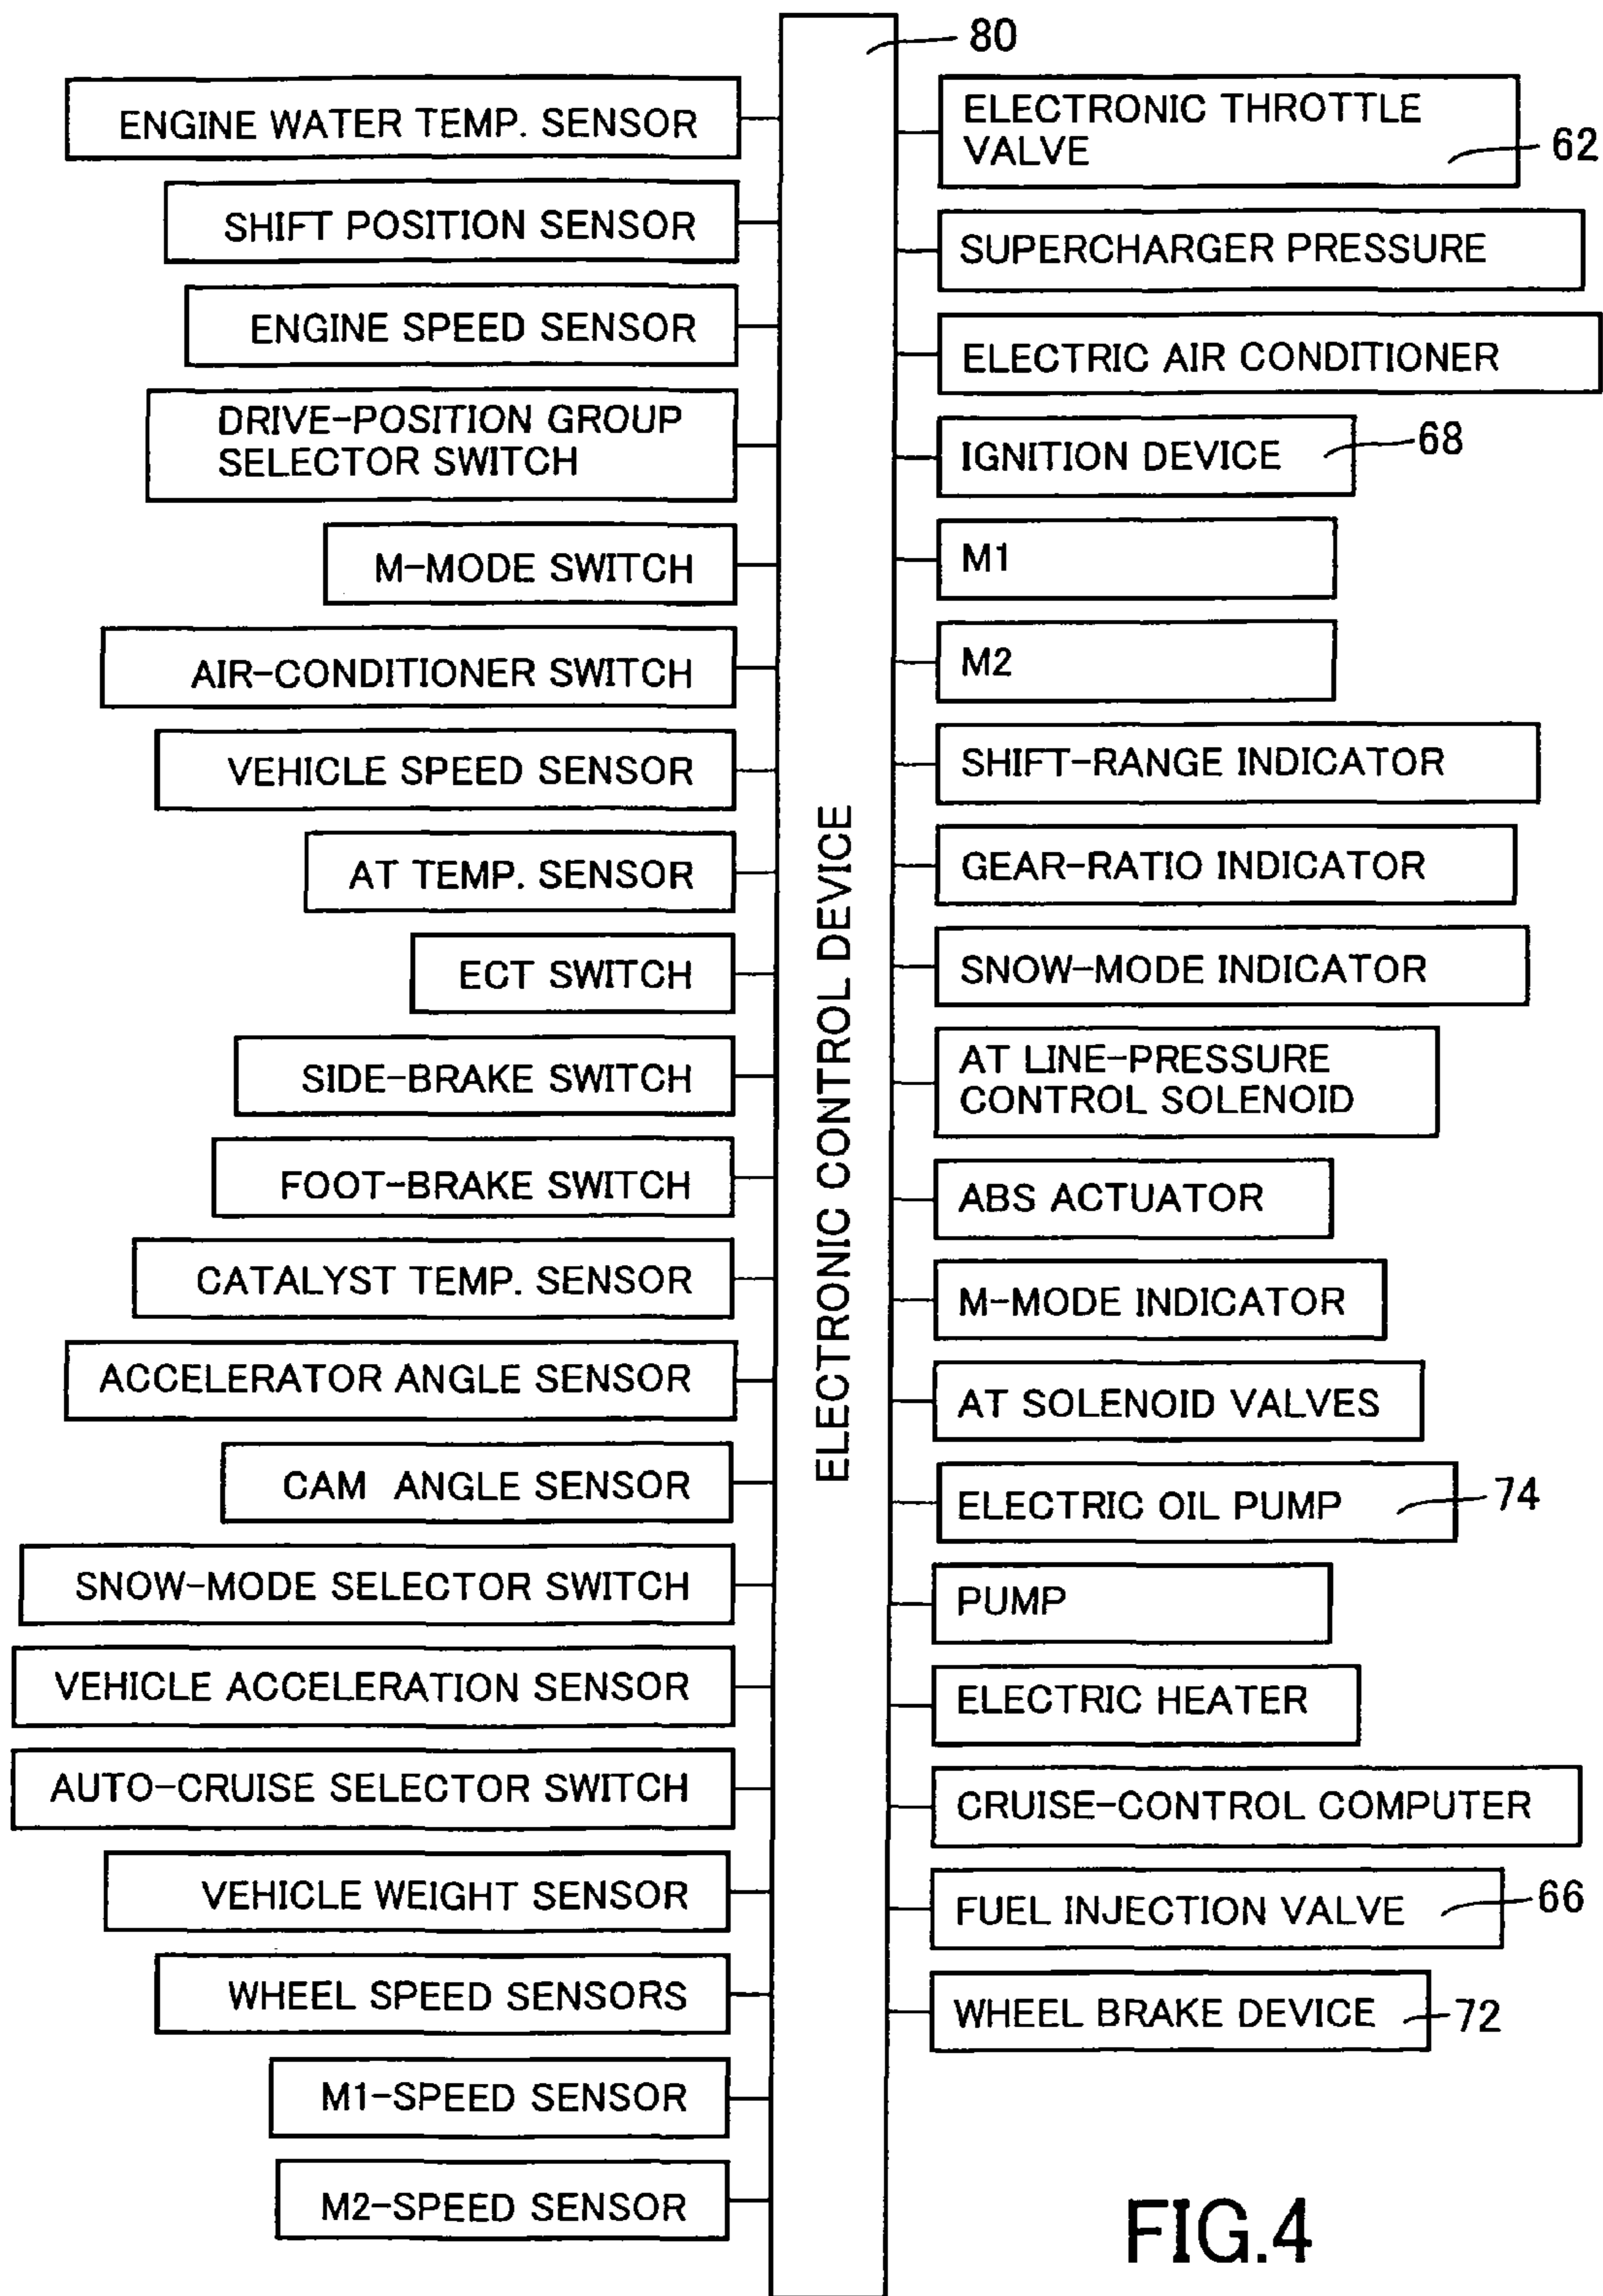 80
ENGINE WATER TEMP. SENSOR
SHIFT POSITION SENSOR
ENGINE SPEED SENSOR
DRIVE-POSITION GROUP
SELECTOR SWITCH
M-MODE SWITCH
AIR-CONDITIONER SWITCH
VEHICLE SPEED SENSOR
AT TEMP. SENSOR
ECT SWITCH
SIDE-BRAKE SWITCH
FOOT-BRAKE SWITCH
CATALYST TEMP. SENSOR
ACCELERATOR ANGLE SENSOR
CAM ANGLE SENSOR
SNOW-MODE SELECTOR SWITCH
VEHICLE ACCELERATION SENSOR
AUTO-CRUISE SELECTOR SWITCH
VEHICLE WEIGHT SENSOR
WHEEL SPEED SENSORS
M1-SPEED SENSOR
M2-SPEED SENSOR
ELECTRONIC CONTROL DEVICE
ELECTRONIC THROTTLE
VALVE
62
SUPERCHARGER PRESSURE
ELECTRIC AIR CONDITIONER
IGNITION DEVICE
68
M1
M2
SHIFT-RANGE INDICATOR
GEAR-RATIO INDICATOR
SNOW-MODE INDICATOR
AT LINE-PRESSURE
CONTROL SOLENOID
ABS ACTUATOR
M-MODE INDICATOR
AT SOLENOID VALVES
ELECTRIC OIL PUMP
74
PUMP
ELECTRIC HEATER
CRUISE-CONTROL COMPUTER
FUEL INJECTION VALVE
66
WHEEL BRAKE DEVICE
72
FIG.4